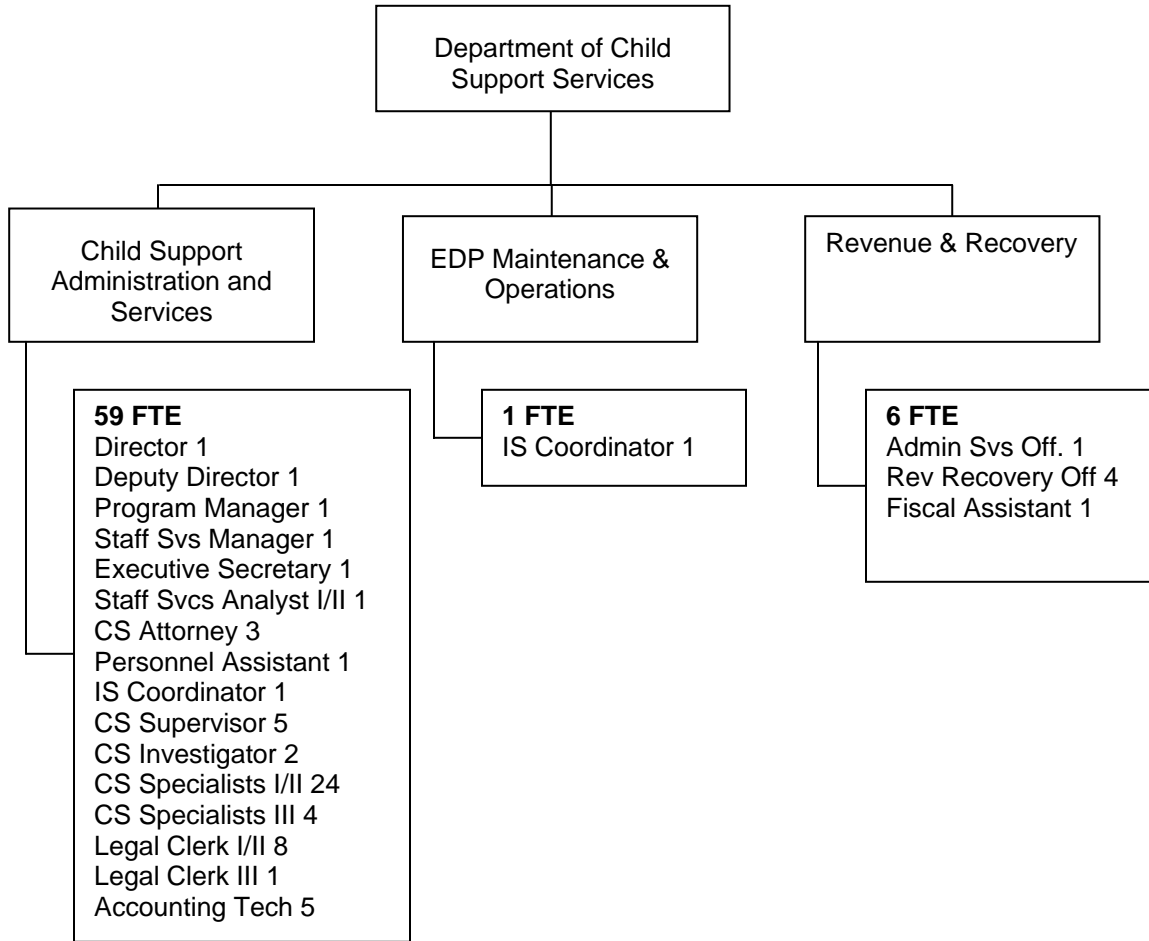 Department of Child
Support Services
Child Support
Administration and
Services
EDP Maintenance &
Operations
Revenue & Recovery
59 FTE
Director 1
Deputy Director 1
Program Manager 1
Staff Svs Manager 1
Executive Secretary 1
Staff Svcs Analyst I/II 1
CS Attorney 3
Personnel Assistant 1
IS Coordinator 1
CS Supervisor 5
CS Investigator 2
CS Specialists I/II 24
CS Specialists III 4
Legal Clerk I/II 8
Legal Clerk III 1
Accounting Tech 5
1 FTE
IS Coordinator 1
6 FTE
Admin Svs Off. 1
Rev Recovery Off 4
Fiscal Assistant 1